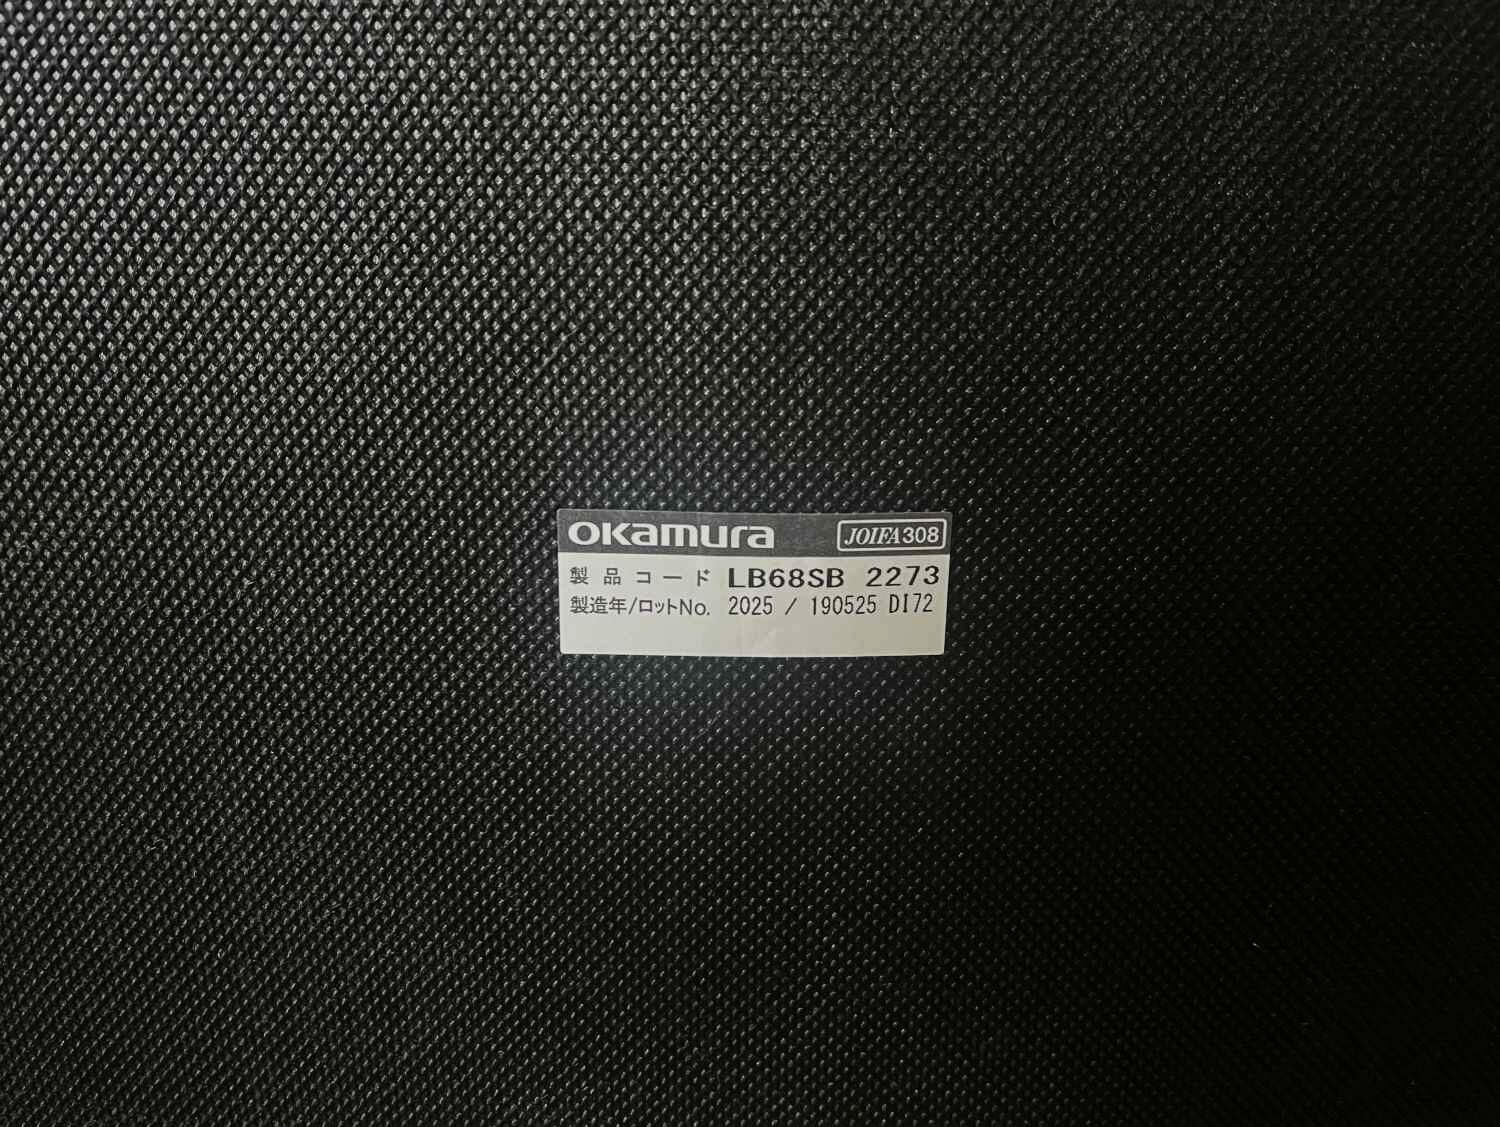 OKamura JOIFA308
製品コード LB68SB 2273
製造年/ロットNo. 2025 / 190525 DI72